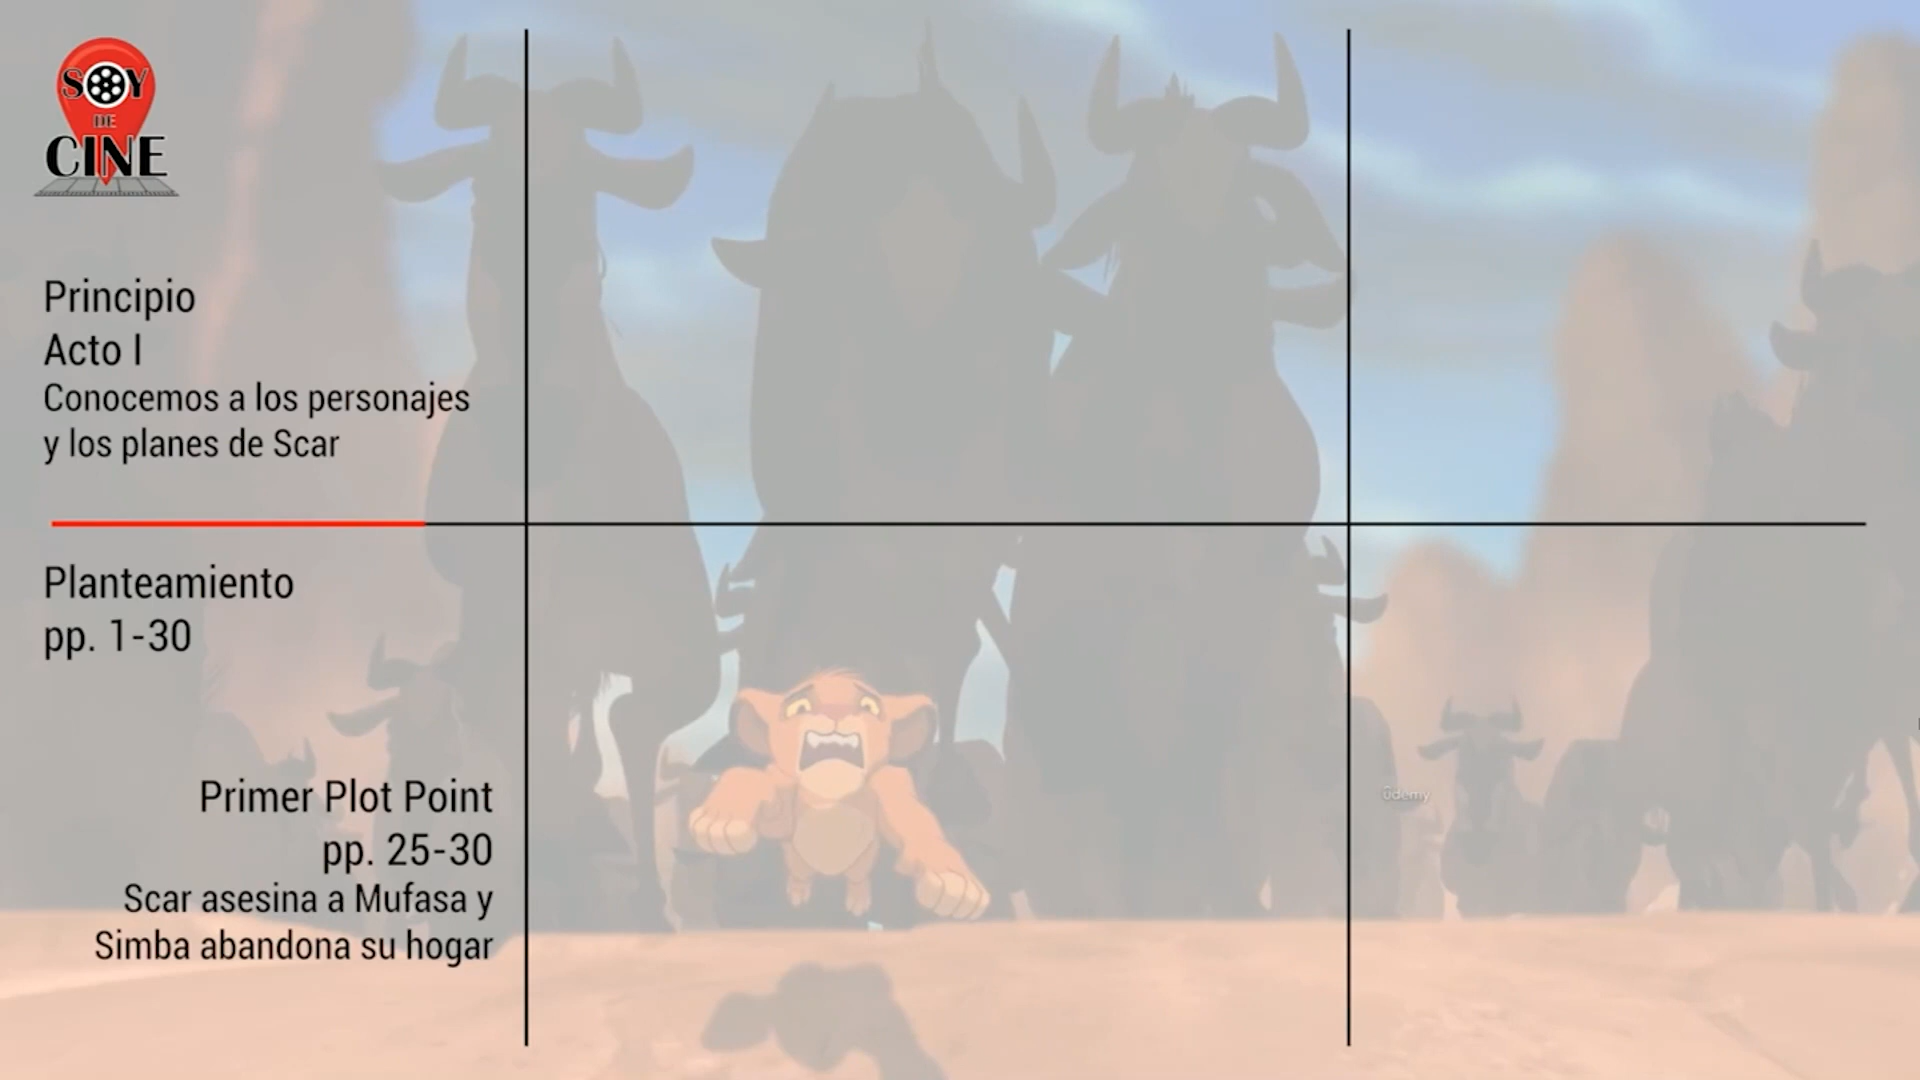 SOY
DE
CINE
Principio
Acto I
Conocemos a los personajes
y los planes de Scar
Planteamiento
pp. 1-30
Primer Plot Point
pp. 25-30
Scar asesina a Mufasa y
Simba abandona su hogar
ûdemy